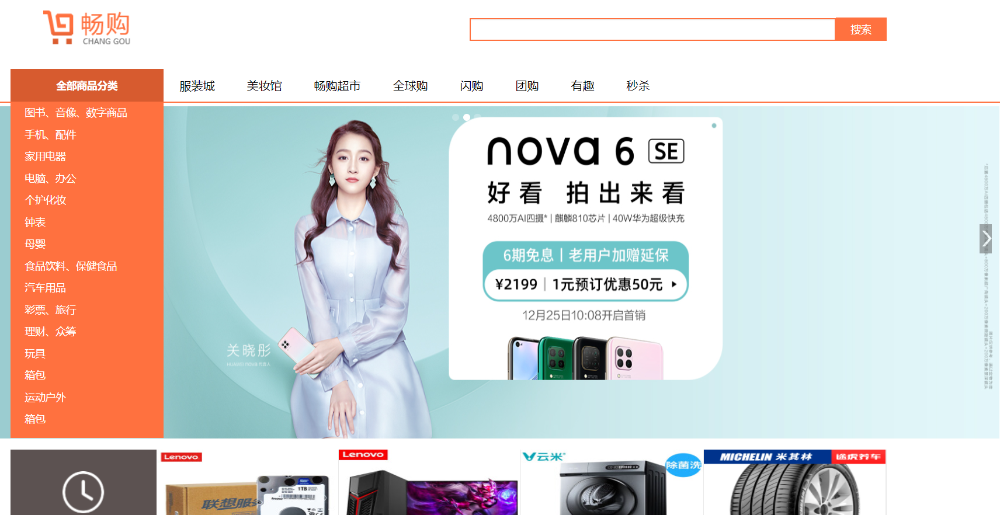 畅购
CHANG GOU
搜索
全部商品分类
服装城
美妆馆
畅购超市
全球购
闪购
团购
有趣
秒杀
图书、音像、数字商品
手机、配件
家用电器
电脑、办公
个护化妆
钟表
母婴
食品饮料、保健食品
汽车用品
彩票、旅行
理财、众筹
玩具
箱包
运动户外
箱包
nova 6 SE
好看 拍出来看
4800万AI四摄* | 麒麟810芯片 | 40W华为超级快充
6期免息 | 老用户加赠延保
¥2199 | 1元预订优惠50元
12月25日10:08开启首销
关晓彤
HUAWEI nova 代言人
Lenovo
联想服务
1TB
Lenovo
云米
除菌洗
MICHELIN 米其林
途虎养车